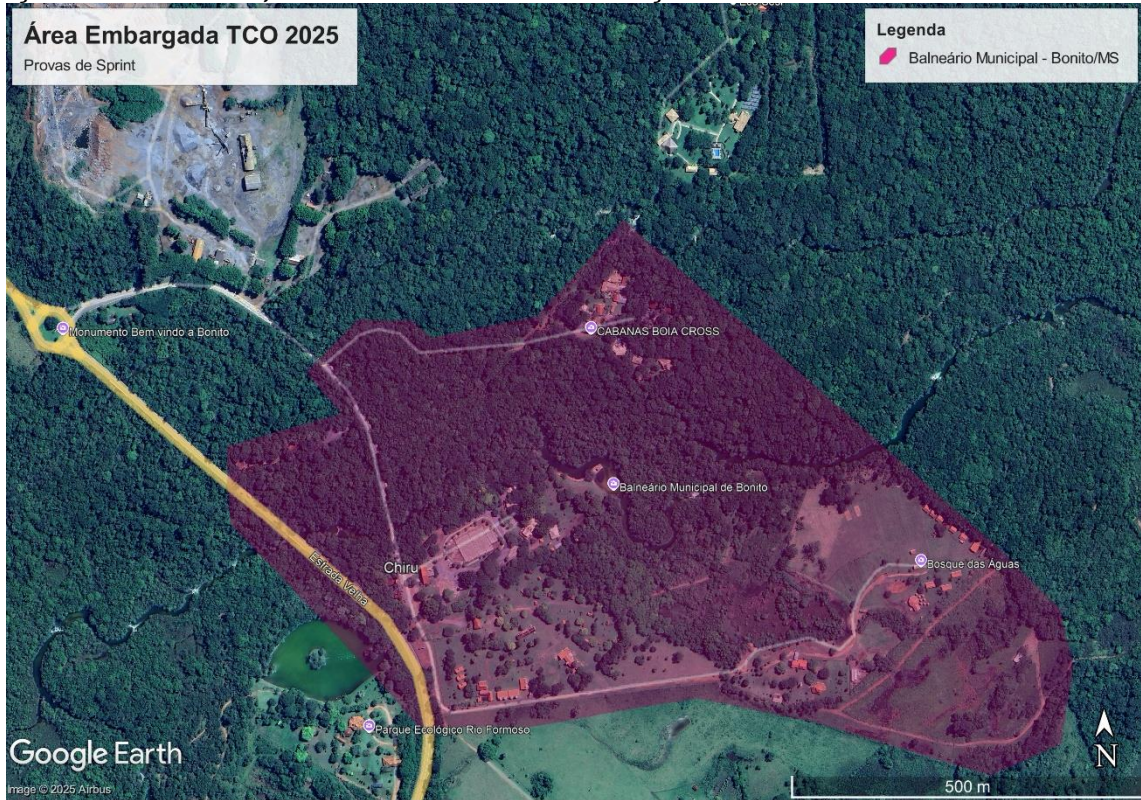 Área Embargada TCO 2025
Provas de Sprint
Legenda
Balneário Municipal - Bonito/MS
Monumento Bem vindo a Bonito
CABANAS BOIA CROSS
Balneário Municipal de Bonito
Estrada Velha
Chiru
Bosque das Águas
Parque Ecológico Rio Formoso
Google Earth
Image © 2025 Airbus
N
500 m